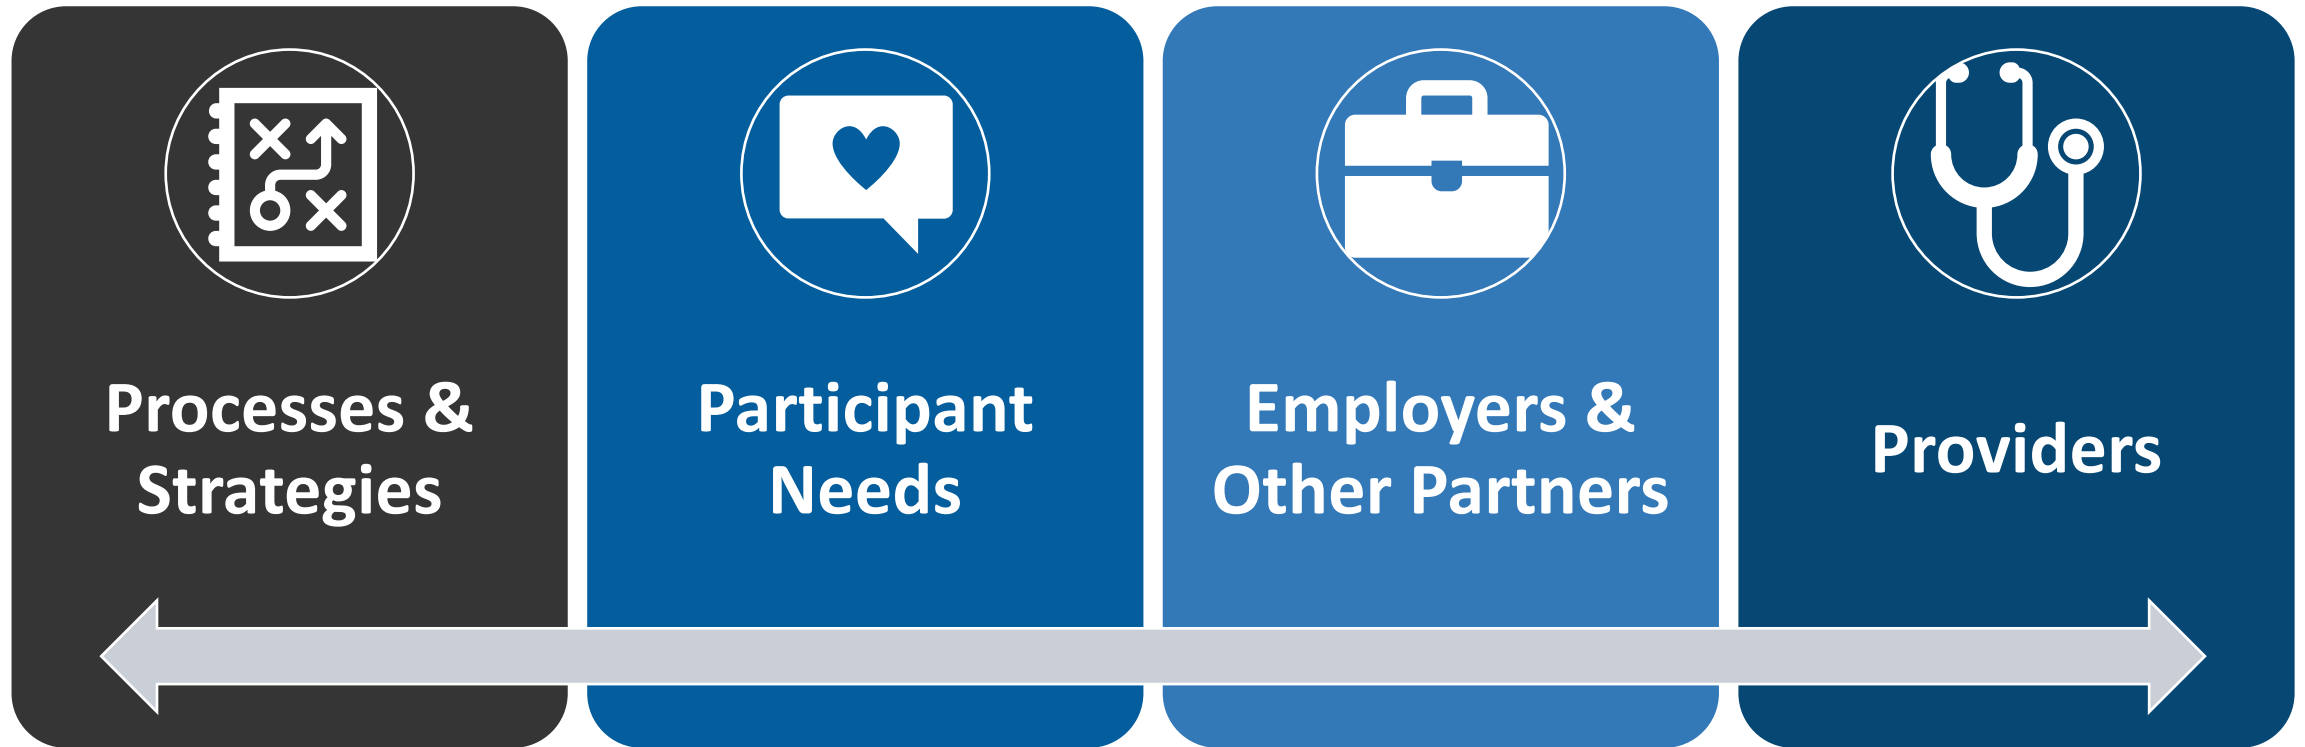 Processes &
Strategies
Participant
Needs
Employers &
Other Partners
Providers